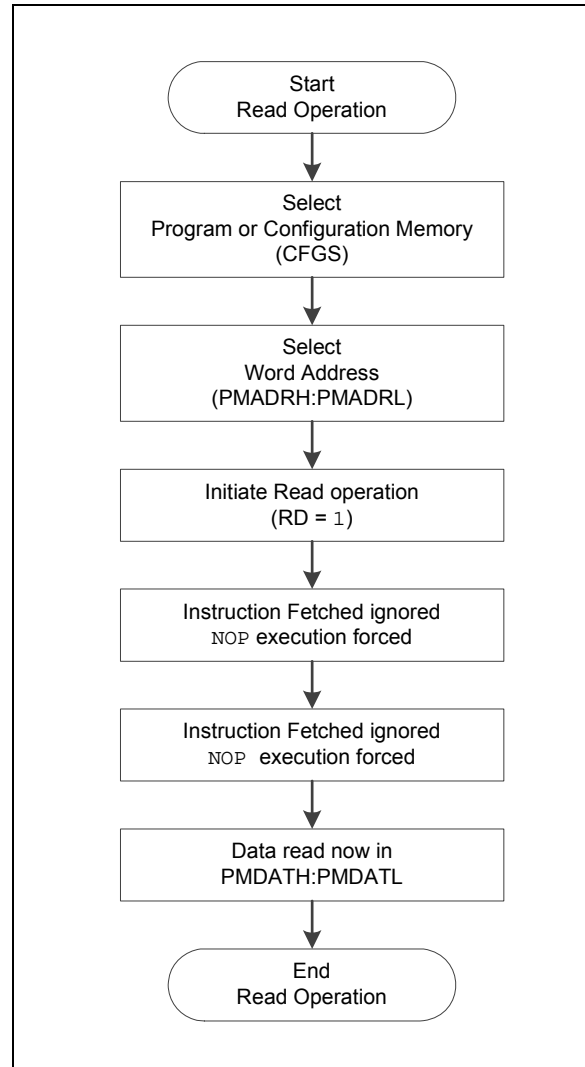 Start
Read Operation
Select
Program or Configuration Memory
(CFGS)
Select
Word Address
(PMADRH:PMADRL)
Initiate Read operation
(RD = 1)
Instruction Fetched ignored
NOP execution forced
Instruction Fetched ignored
NOP execution forced
Data read now in
PMDATH:PMDATL
End
Read Operation